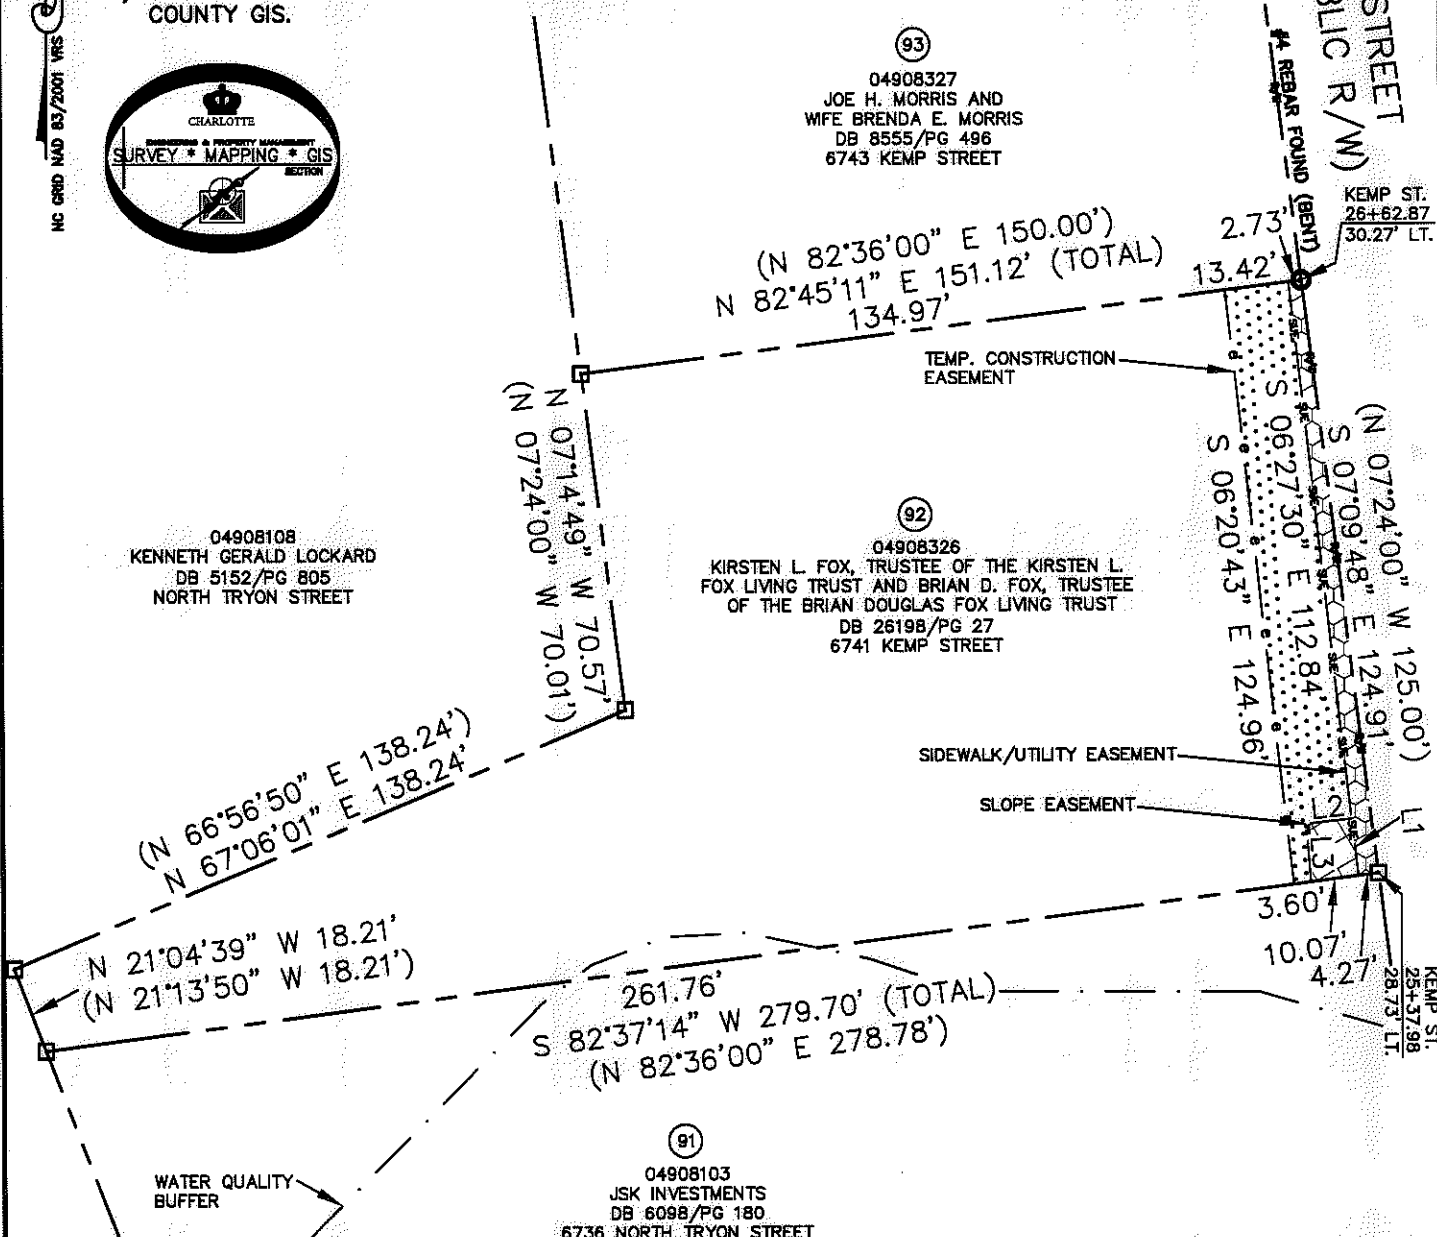 COUNTY GIS.
NC GRID NAD 83/2001 VRS
CHARLOTTE
ENGINEERING & PROPERTY MANAGEMENT
SURVEY * MAPPING * GIS
SECTION
93
04908327
JOE H. MORRIS AND
WIFE BRENDA E. MORRIS
DB 8555/PG 496
6743 KEMP STREET
STREET
BLIC R/W)
#4 REBAR FOUND (BENT)
KEMP ST.
26+62.87
30.27' LT.
(N 82°36'00" E 150.00')
N 82°45'11" E 151.12' (TOTAL)
134.97'
2.73'
13.42'
TEMP. CONSTRUCTION
EASEMENT
N 07°14'49" W 70.57'
(N 07°24'00" W 70.01')
(N 07°24'00" W 125.00')
S 07°09'48" E 124.91'
S 06°27'30" E 112.84'
S 06°20'43" E 124.96'
04908108
KENNETH GERALD LOCKARD
DB 5152/PG 805
NORTH TRYON STREET
92
04908326
KIRSTEN L. FOX, TRUSTEE OF THE KIRSTEN L.
FOX LIVING TRUST AND BRIAN D. FOX, TRUSTEE
OF THE BRIAN DOUGLAS FOX LIVING TRUST
DB 26198/PG 27
6741 KEMP STREET
SIDEWALK/UTILITY EASEMENT
SLOPE EASEMENT
L2
L1
L3
(N 66°56'50" E 138.24')
N 67°06'01" E 138.24'
N 21°04'39" W 18.21'
(N 21°13'50" W 18.21')
3.60'
10.07'
4.27'
KEMP ST.
25+37.98
28.73' LT.
261.76'
S 82°37'14" W 279.70' (TOTAL)
(N 82°36'00" E 278.78')
WATER QUALITY
BUFFER
91
04908103
JSK INVESTMENTS
DB 6098/PG 180
6736 NORTH TRYON STREET